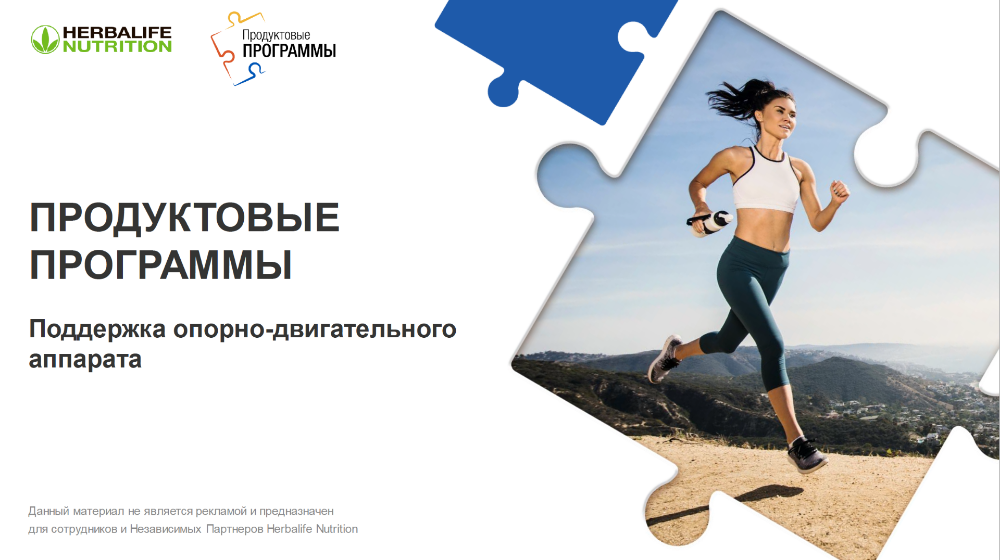 HERBALIFE
NUTRITION
Продуктовые
ПРОГРАММЫ
ПРОДУКТОВЫЕ
ПРОГРАММЫ
Поддержка опорно-двигательного
аппарата
Данный материал не является рекламой и предназначен
для сотрудников и Независимых Партнеров Herbalife Nutrition